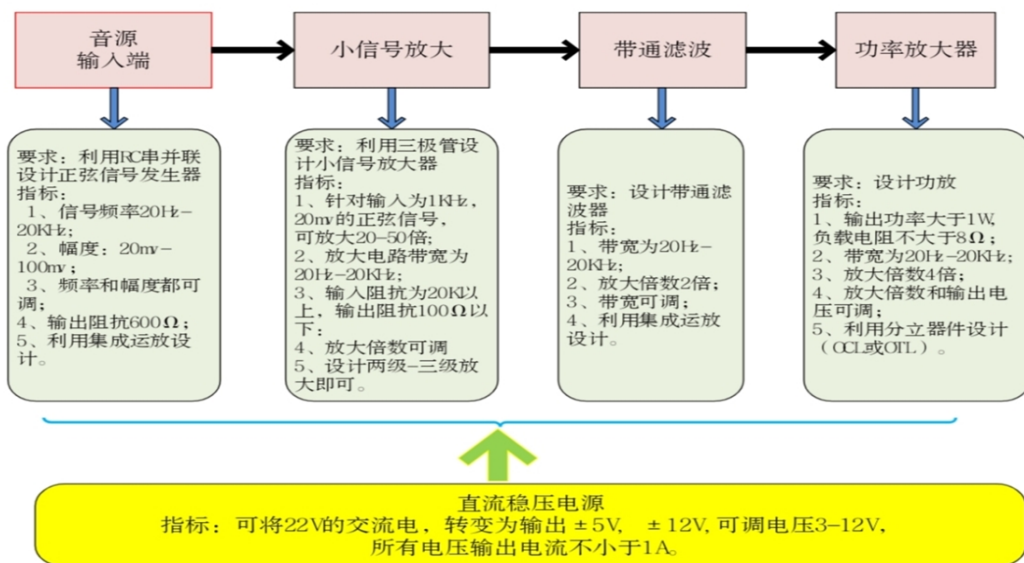 音源
输入端
小信号放大
带通滤波
功率放大器
要求：利用RC串并联
设计正弦信号发生器
指标：
1、信号频率20Hz-
20KHz;
2、幅度：20mv-
100mv；
3、频率和幅度都可
调；
4、输出阻抗600Ω；
5、利用集成运放设
计。
要求：利用三极管设
计小信号放大器
指标：
1、针对输入为1KHz,
20mv的正弦信号，
可放大20-50倍；
2、放大电路带宽为
20Hz-20KHz;
3、输入阻抗为20K以
上，输出阻抗100Ω以
下：
4、放大倍数可调
5、设计两级-三级放
大即可。
要求：设计带通滤
波器
指标：
1、带宽为20Hz-
20KHz;
2、放大倍数2倍；
3、带宽可调；
4、利用集成运放
设计。
要求：设计功放
指标：
1、输出功率大于1W,
负载电阻不大于8Ω；
2、带宽为20Hz-20KHz;
3、放大倍数4倍；
4、放大倍数和输出电
压可调；
5、利用分立器件设计
（OCL或OTL）。
直流稳压电源
指标：可将22V的交流电，转变为输出±5V, ±12V,可调电压3-12V,
所有电压输出电流不小于1A。